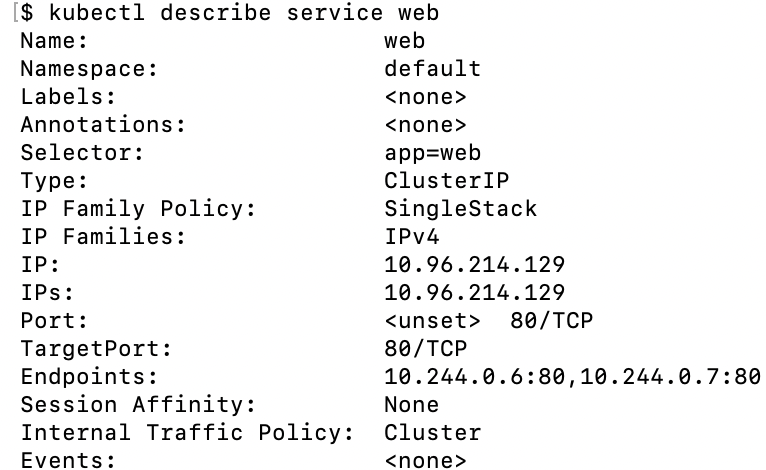 [$ kubectl describe service web
Name:                     web
Namespace:                default
Labels:                   <none>
Annotations:              <none>
Selector:                 app=web
Type:                     ClusterIP
IP Family Policy:         SingleStack
IP Families:              IPv4
IP:                       10.96.214.129
IPs:                      10.96.214.129
Port:                     <unset>  80/TCP
TargetPort:               80/TCP
Endpoints:                10.244.0.6:80,10.244.0.7:80
Session Affinity:         None
Internal Traffic Policy:  Cluster
Events:                   <none>